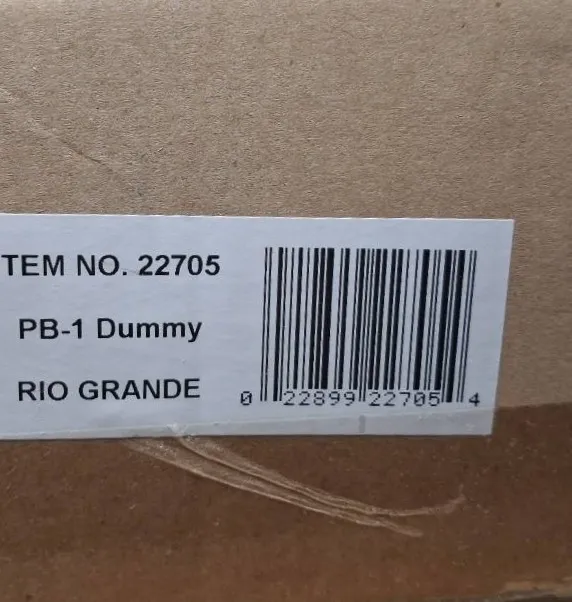 TEM NO. 22705
PB-1 Dummy
RIO GRANDE
0 22899 22705 4